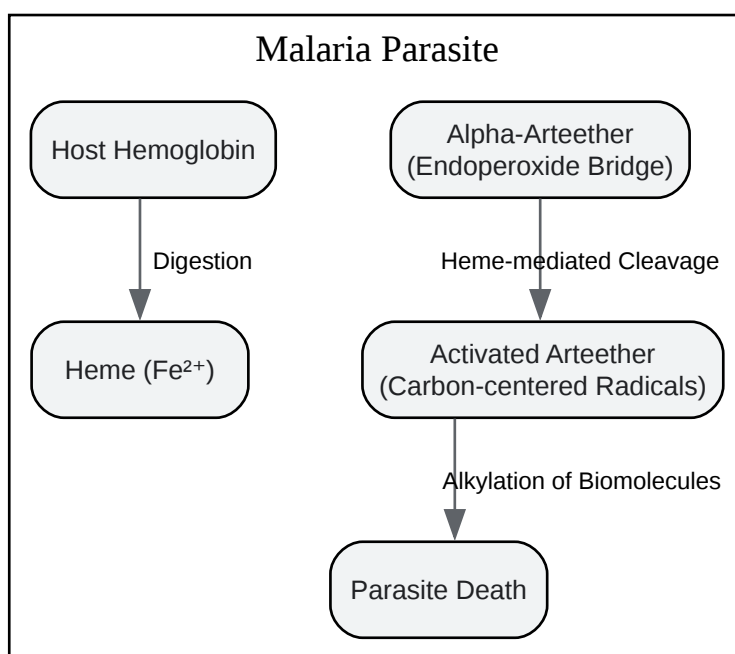 Malaria Parasite
Host Hemoglobin
Alpha-Arteether
(Endoperoxide Bridge)
Digestion
Heme-mediated Cleavage
Heme (Fe²⁺)
Activated Arteether
(Carbon-centered Radicals)
Alkylation of Biomolecules
Parasite Death